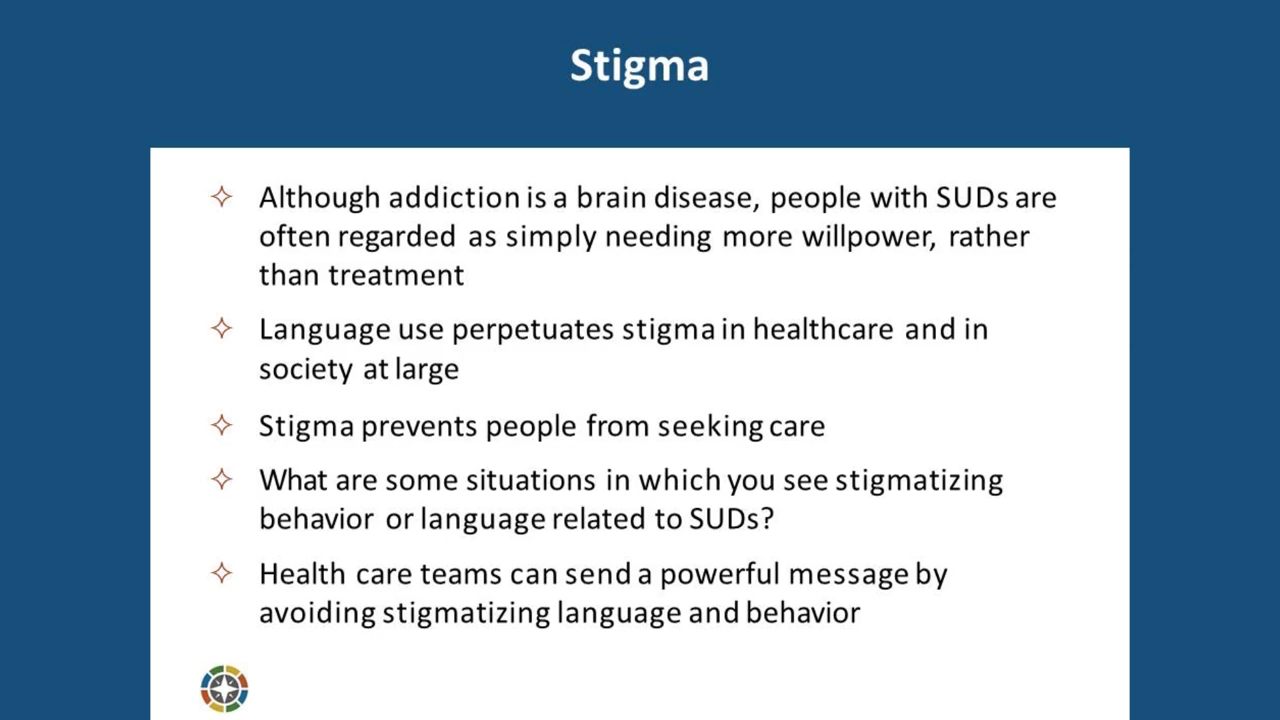 Stigma
Although addiction is a brain disease, people with SUDs are
often regarded as simply needing more willpower, rather
than treatment
Language use perpetuates stigma in healthcare and in
society at large
Stigma prevents people from seeking care
What are some situations in which you see stigmatizing
behavior or language related to SUDs?
Health care teams can send a powerful message by
avoiding stigmatizing language and behavior